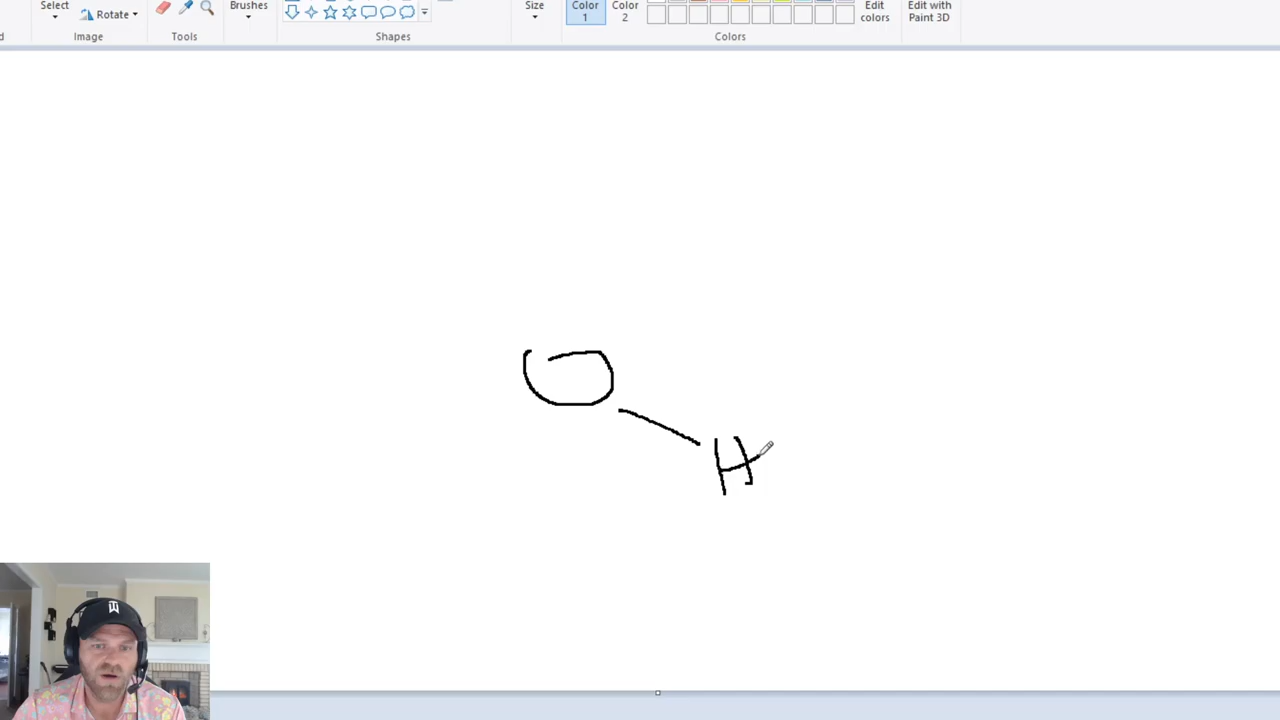 Select
Rotate
Image
Tools
Brushes
Shapes
Size
Color
1
Color
2
Colors
Edit
colors
Edit with
Paint 3D
O
H